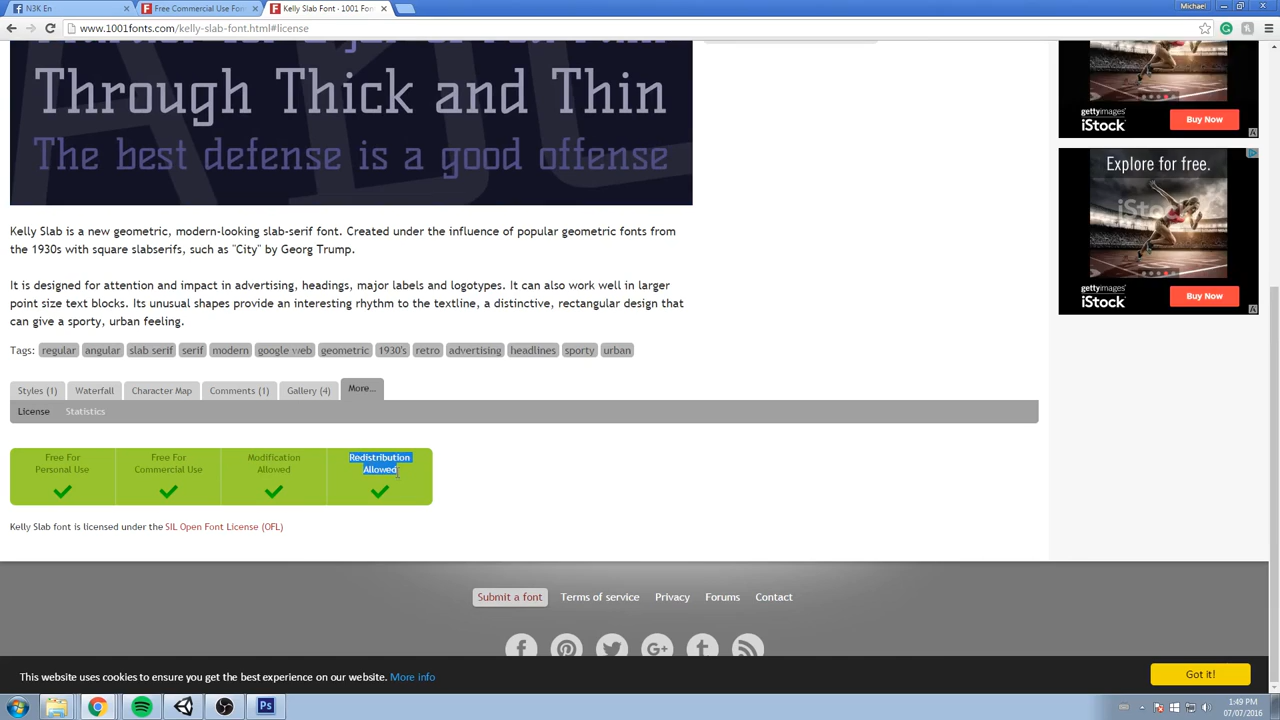 N3K En
Free Commercial Use Fon
Kelly Slab Font · 1001 Fon
Michael
www.1001fonts.com/kelly-slab-font.html#license
Through Thick and Thin
The best defense is a good offense
gettyimages®
iStock
Buy Now
Explore for free.
iStock
gettyimages®
iStock
Buy Now
Kelly Slab is a new geometric, modern-looking slab-serif font. Created under the influence of popular geometric fonts from
the 1930s with square slabserifs, such as "City" by Georg Trump.
It is designed for attention and impact in advertising, headings, major labels and logotypes. It can also work well in larger
point size text blocks. Its unusual shapes provide an interesting rhythm to the textline, a distinctive, rectangular design that
can give a sporty, urban feeling.
Tags: regular angular slab serif serif modern google web geometric 1930's retro advertising headlines sporty urban
Styles (1) Waterfall Character Map Comments (1) Gallery (4) More...
License Statistics
Free For
Personal Use
Free For
Commercial Use
Modification
Allowed
Redistribution
Allowed
Kelly Slab font is licensed under the SIL Open Font License (OFL)
Submit a font Terms of service Privacy Forums Contact
This website uses cookies to ensure you get the best experience on our website. More info
Got it!
Ps
1:49 PM
07/07/2016